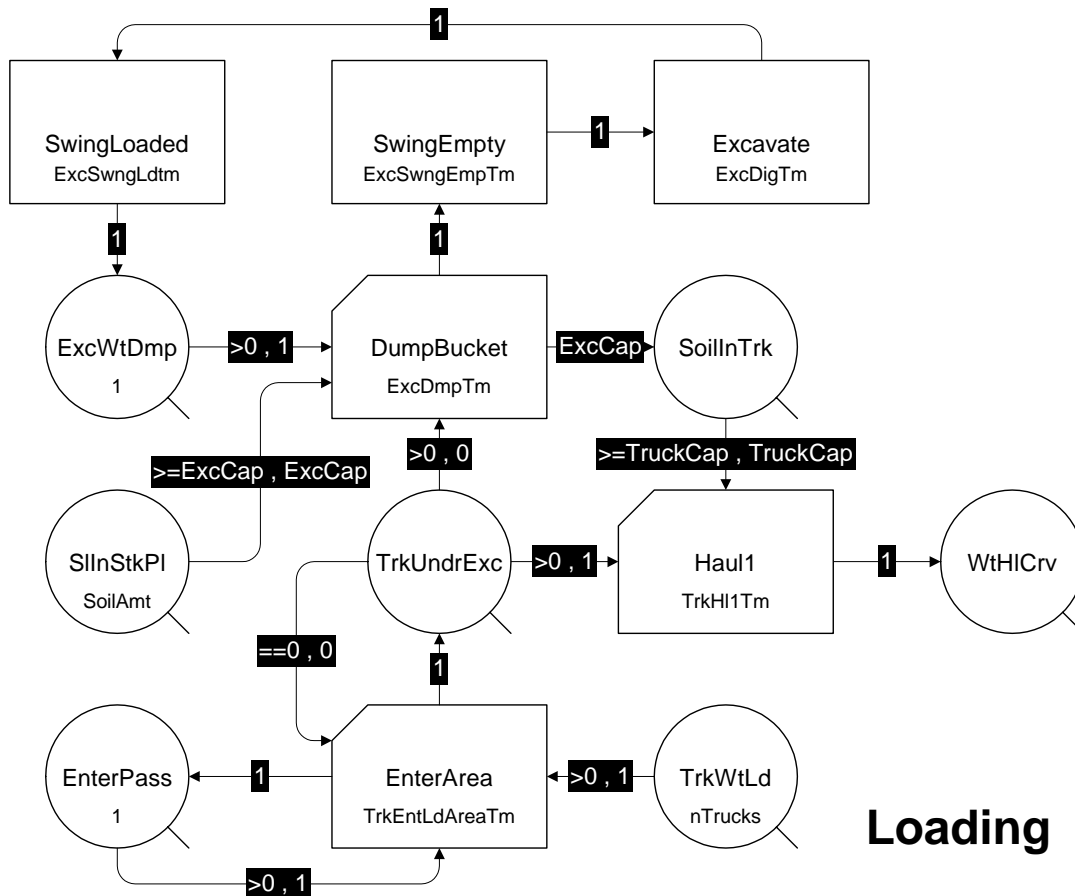 1
SwingLoaded
ExcSwngLdtm
SwingEmpty
ExcSwngEmpTm
1
Excavate
ExcDigTm
1
1
ExcWtDmp
1
>0 , 1
DumpBucket
ExcDmpTm
ExcCap
SoilInTrk
>=ExcCap , ExcCap
>0 , 0
>=TruckCap , TruckCap
SlInStkPl
SoilAmt
TrkUndrExc
>0 , 1
Haul1
TrkHl1Tm
1
WtHlCrv
==0 , 0
1
EnterPass
1
1
EnterArea
TrkEntLdAreaTm
>0 , 1
TrkWtLd
nTrucks
Loading
>0 , 1